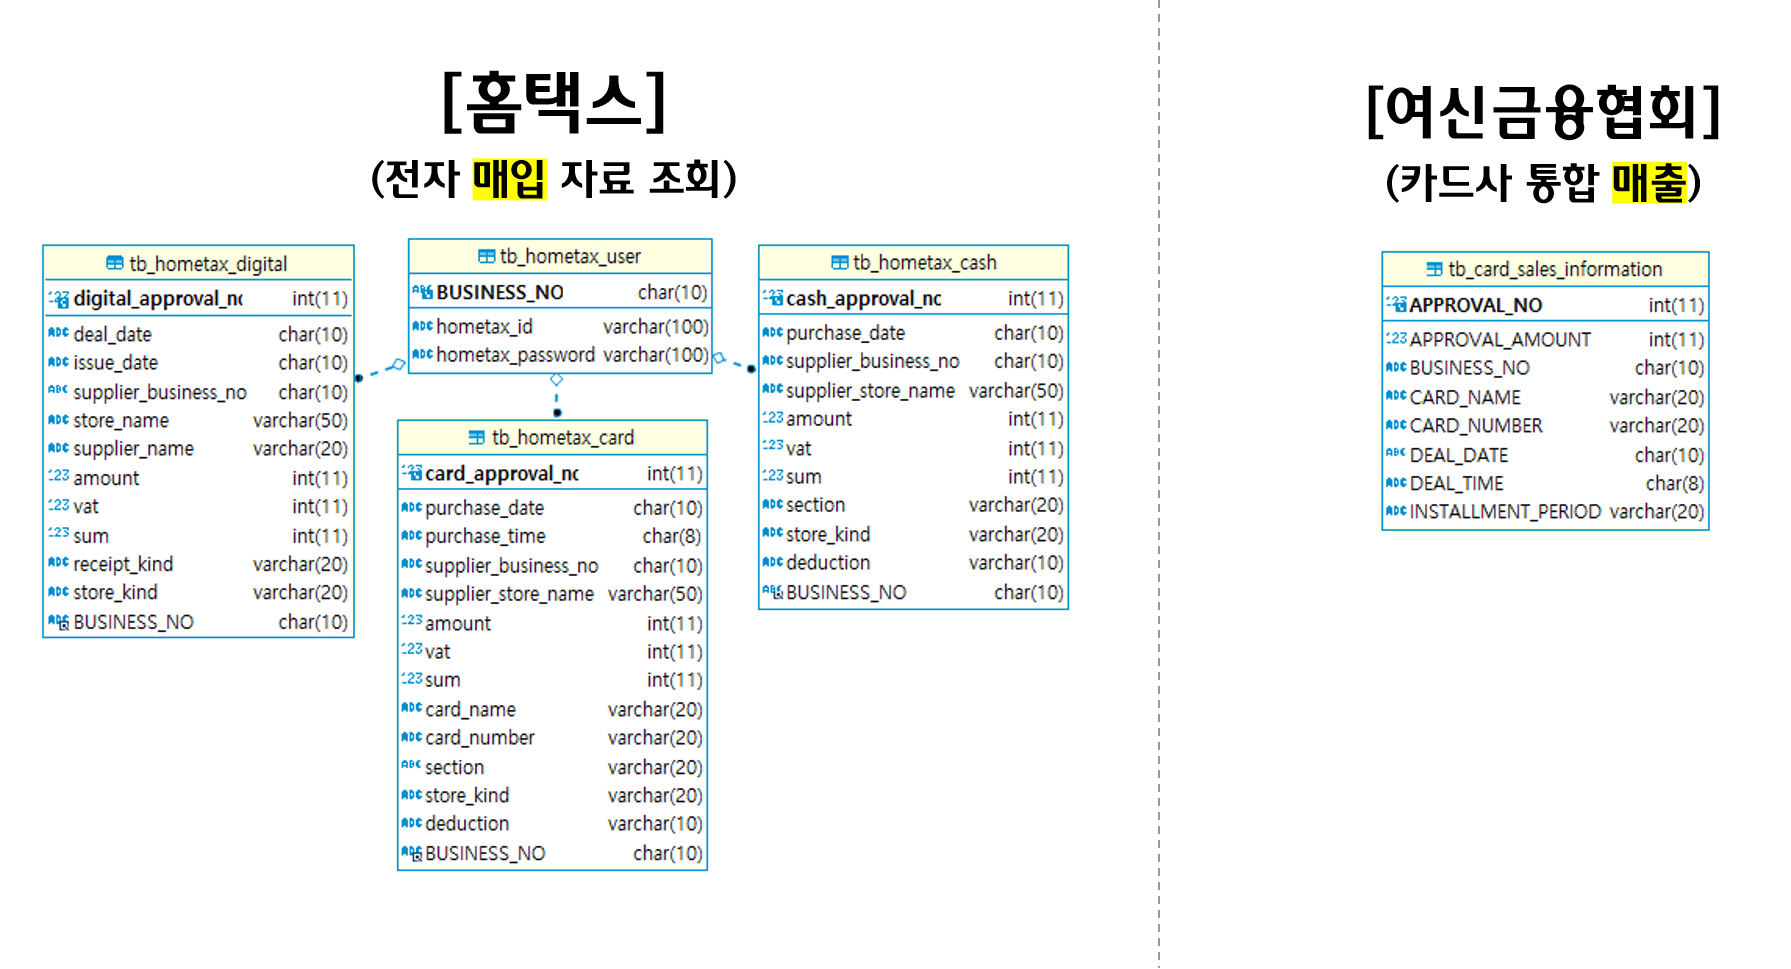 [홈택스]
(전자 매입 자료 조회)
tb_hometax_digital
digital_approval_no int(11)
deal_date char(10)
issue_date char(10)
supplier_business_no char(10)
store_name varchar(50)
supplier_name varchar(20)
amount int(11)
vat int(11)
sum int(11)
receipt_kind varchar(20)
store_kind varchar(20)
BUSINESS_NO char(10)
tb_hometax_user
BUSINESS_NO char(10)
hometax_id varchar(100)
hometax_password varchar(100)
tb_hometax_card
card_approval_no int(11)
purchase_date char(10)
purchase_time char(8)
supplier_business_no char(10)
supplier_store_name varchar(50)
amount int(11)
vat int(11)
sum int(11)
card_name varchar(20)
card_number varchar(20)
section varchar(20)
store_kind varchar(20)
deduction varchar(10)
BUSINESS_NO char(10)
tb_hometax_cash
cash_approval_no int(11)
purchase_date char(10)
supplier_business_no char(10)
supplier_store_name varchar(50)
amount int(11)
vat int(11)
sum int(11)
section varchar(20)
store_kind varchar(20)
deduction varchar(10)
BUSINESS_NO char(10)
[여신금융협회]
(카드사 통합 매출)
tb_card_sales_information
APPROVAL_NO int(11)
APPROVAL_AMOUNT int(11)
BUSINESS_NO char(10)
CARD_NAME varchar(20)
CARD_NUMBER varchar(20)
DEAL_DATE char(10)
DEAL_TIME char(8)
INSTALLMENT_PERIOD varchar(20)